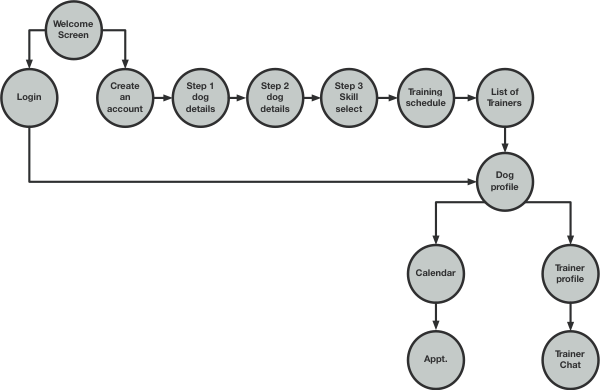 Welcome
Screen
Login
Create
an
account
Step 1
dog
details
Step 2
dog
details
Step 3
Skill
select
Training
schedule
List of
Trainers
Dog
profile
Calendar
Trainer
profile
Appt.
Trainer
Chat